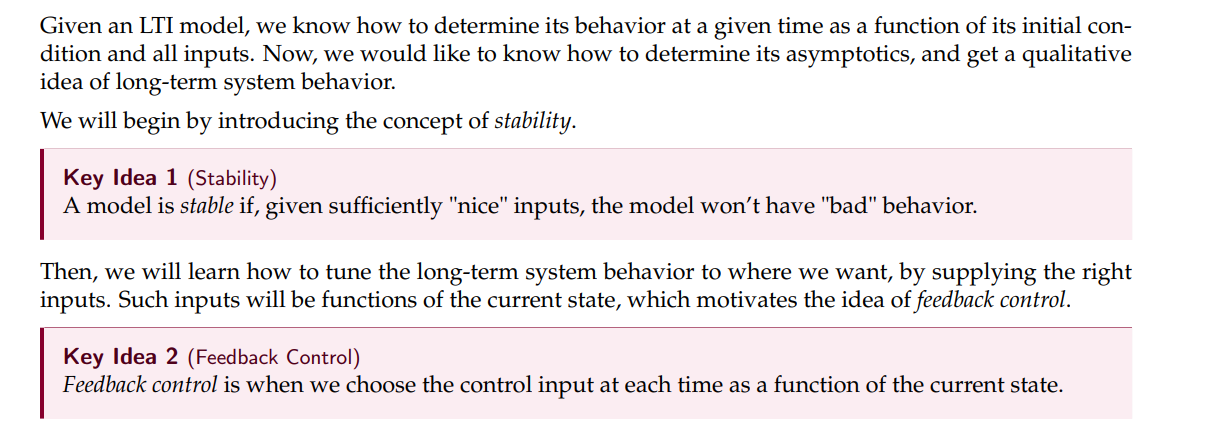 Given an LTI model, we know how to determine its behavior at a given time as a function of its initial con-
dition and all inputs. Now, we would like to know how to determine its asymptotics, and get a qualitative
idea of long-term system behavior.
We will begin by introducing the concept of stability.
Key Idea 1 (Stability)
A model is stable if, given sufficiently "nice" inputs, the model won't have "bad" behavior.
Then, we will learn how to tune the long-term system behavior to where we want, by supplying the right
inputs. Such inputs will be functions of the current state, which motivates the idea of feedback control.
Key Idea 2 (Feedback Control)
Feedback control is when we choose the control input at each time as a function of the current state.